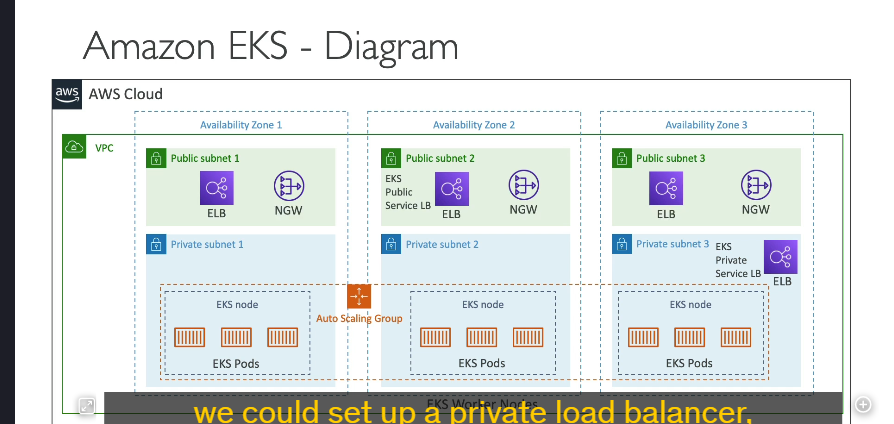 Amazon EKS - Diagram
aws
AWS Cloud
Availability Zone 1
Availability Zone 2
Availability Zone 3
VPC
Public subnet 1
ELB
NGW
Public subnet 2
EKS
Public
Service LB
ELB
NGW
Public subnet 3
ELB
NGW
Private subnet 1
Private subnet 2
Private subnet 3
EKS
Private
Service LB
ELB
EKS node
EKS Pods
Auto Scaling Group
EKS node
EKS Pods
EKS node
EKS Pods
EKS Worker Nodes
we could set up a private load balancer,